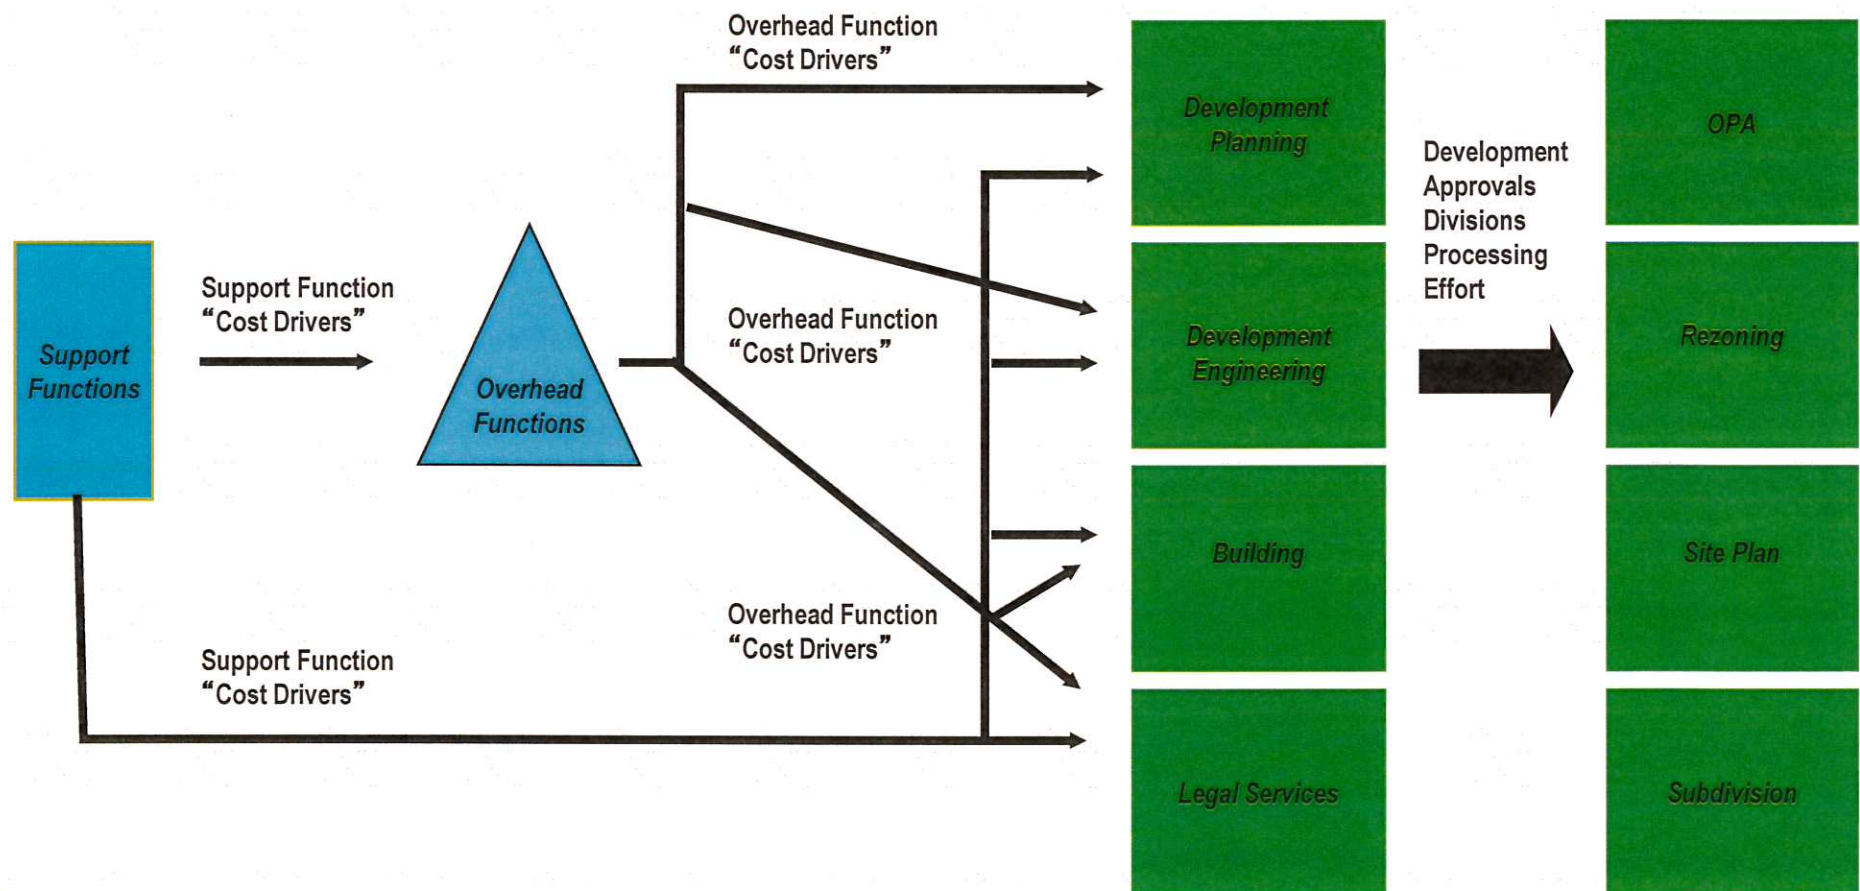 Support
Functions
Support Function
“Cost Drivers”
Support Function
“Cost Drivers”
Overhead
Functions
Overhead Function
“Cost Drivers”
Overhead Function
“Cost Drivers”
Overhead Function
“Cost Drivers”
Development
Planning
Development
Engineering
Building
Legal Services
Development
Approvals
Divisions
Processing
Effort
OPA
Rezoning
Site Plan
Subdivision